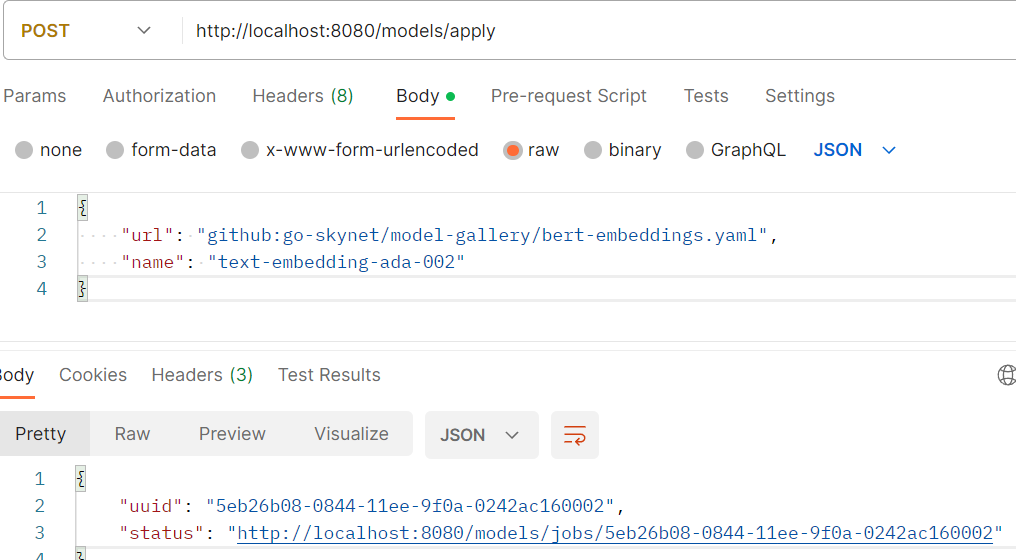 POST http://localhost:8080/models/apply
Params Authorization Headers (8) Body Pre-request Script Tests Settings
none form-data x-www-form-urlencoded raw binary GraphQL JSON
1 {
2 "url": "github:go-skynet/model-gallery/bert-embeddings.yaml",
3 "name": "text-embedding-ada-002"
4 }
Body Cookies Headers (3) Test Results
Pretty Raw Preview Visualize JSON
1 {
2 "uuid": "5eb26b08-0844-11ee-9f0a-0242ac160002",
3 "status": "http://localhost:8080/models/jobs/5eb26b08-0844-11ee-9f0a-0242ac160002"
4 }